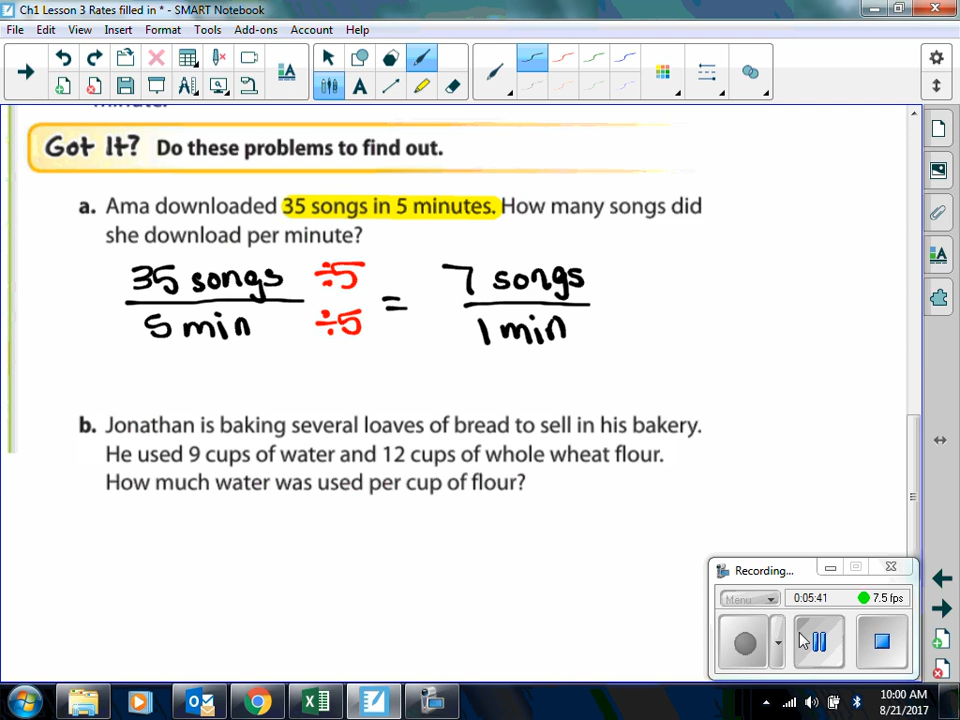 Ch1 Lesson 3 Rates filled in * - SMART Notebook
File Edit View Insert Format Tools Add-ons Account Help
Got It? Do these problems to find out.
a. Ama downloaded 35 songs in 5 minutes. How many songs did
she download per minute?
35 songs ÷5 = 7 songs
5 min ÷5 1 min
b. Jonathan is baking several loaves of bread to sell in his bakery.
He used 9 cups of water and 12 cups of whole wheat flour.
How much water was used per cup of flour?
Recording...
Menu 0:05:41 7.5 fps
10:00 AM
8/21/2017